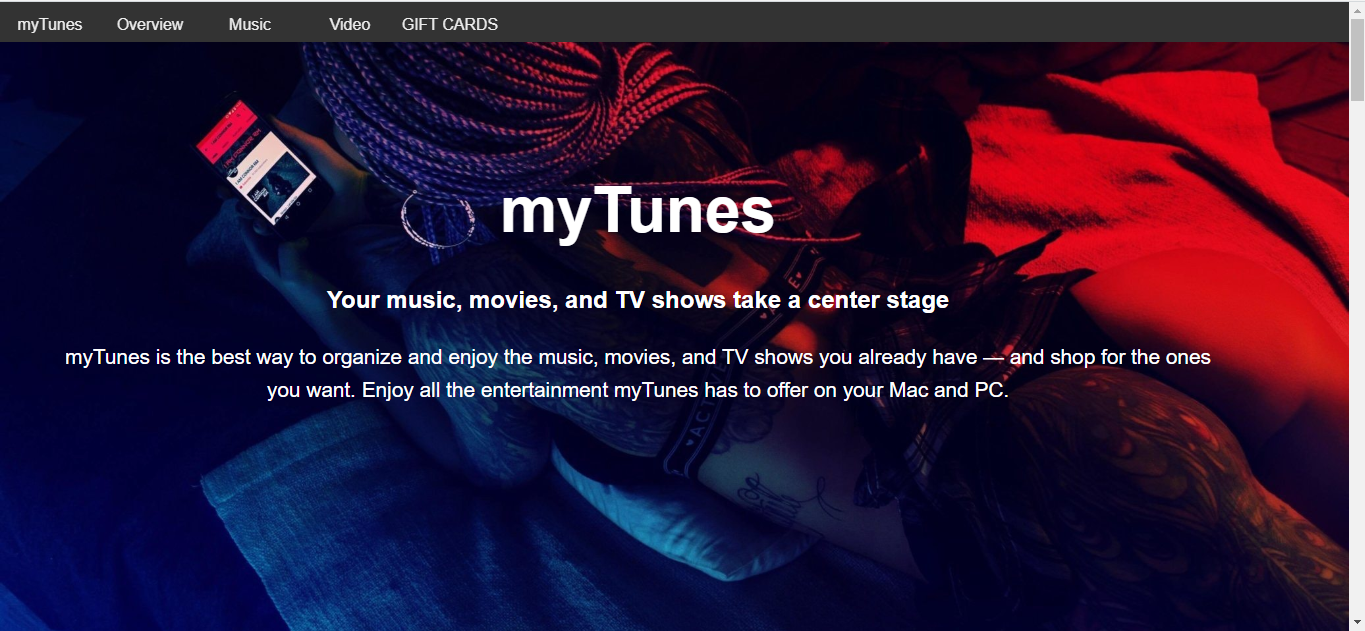 myTunes Overview Music Video GIFT CARDS
myTunes
Your music, movies, and TV shows take a center stage
myTunes is the best way to organize and enjoy the music, movies, and TV shows you already have — and shop for the ones
you want. Enjoy all the entertainment myTunes has to offer on your Mac and PC.